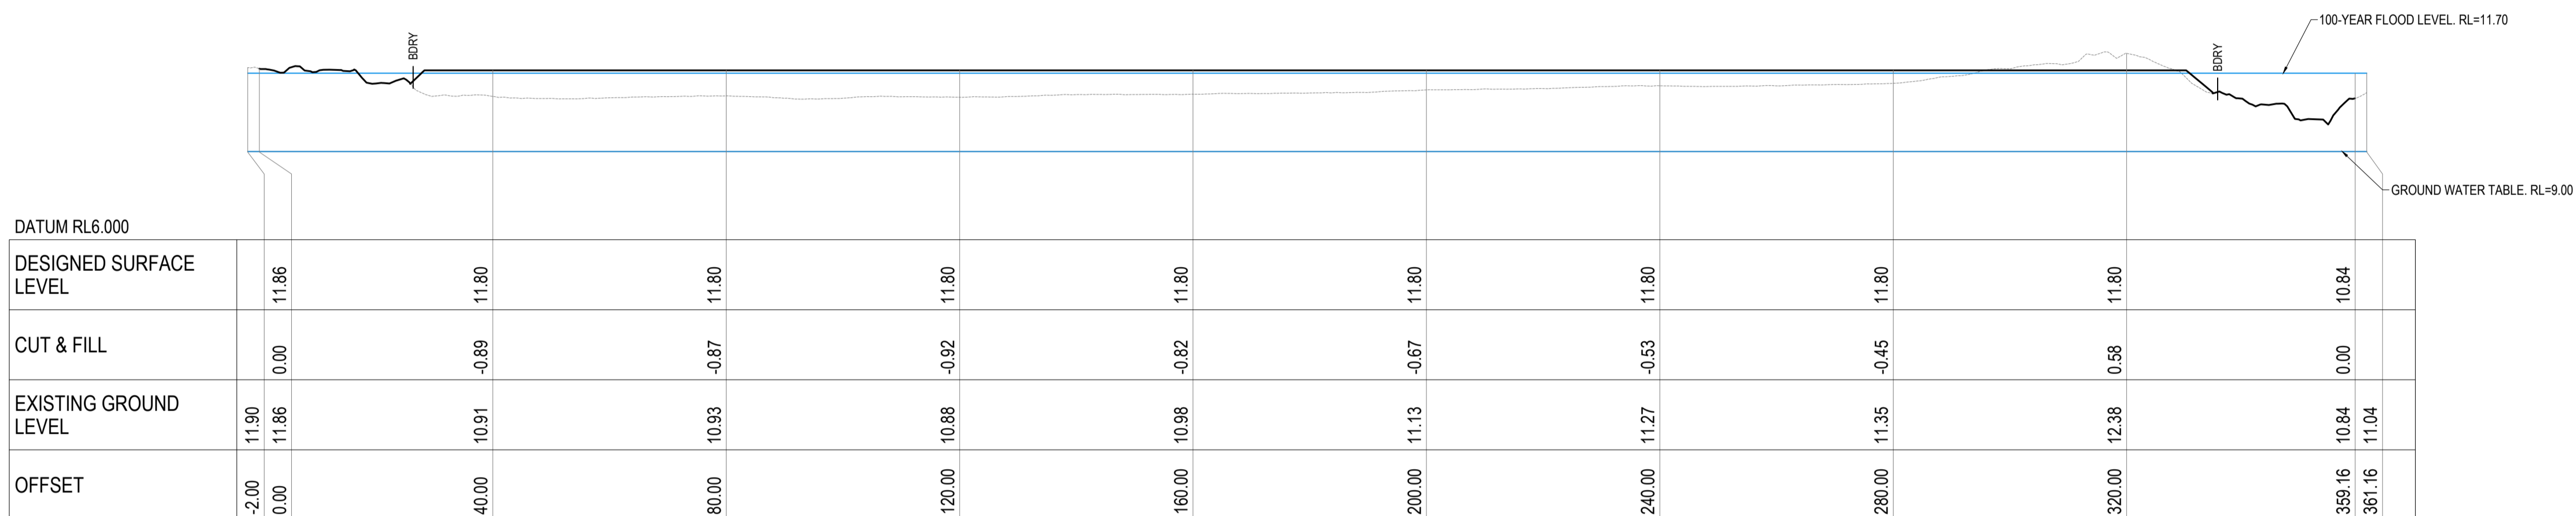 100-YEAR FLOOD LEVEL. RL=11.70
BDRY
BDRY
GROUND WATER TABLE. RL=9.00
DATUM RL6.000
DESIGNED SURFACE
LEVEL
11.86 11.80 11.80 11.80 11.80 11.80 11.80 11.80 11.80 10.84
CUT & FILL
0.00 -0.89 -0.87 -0.92 -0.82 -0.67 -0.53 -0.45 0.58 0.00
EXISTING GROUND
LEVEL
11.90 11.86 10.91 10.93 10.88 10.98 11.13 11.27 11.35 12.38 10.84 11.04
OFFSET
-2.00 0.00 40.00 80.00 120.00 160.00 200.00 240.00 280.00 320.00 359.16 361.16